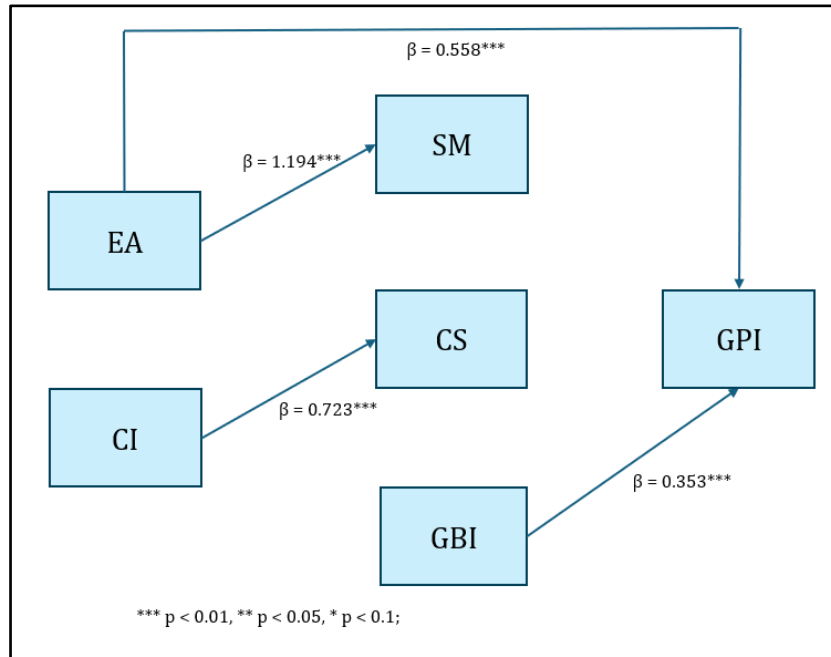 β = 0.558***
SM
β = 1.194***
EA
CS
GPI
β = 0.723***
CI
β = 0.353***
GBI
*** p < 0.01, ** p < 0.05, * p < 0.1;